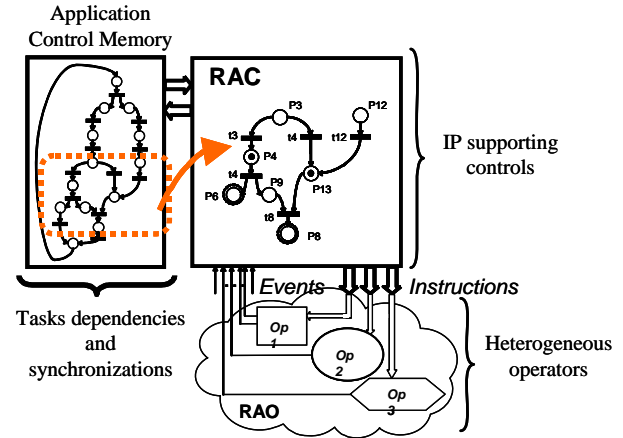 Application
Control Memory
RAC
P3
P12
t3
t4
t12
P4
t4
P9
P13
P6
t8
P8
IP supporting
controls
Events
Instructions
Tasks dependencies
and
synchronizations
Op
1
Op
2
Op
3
RAO
Heterogeneous
operators